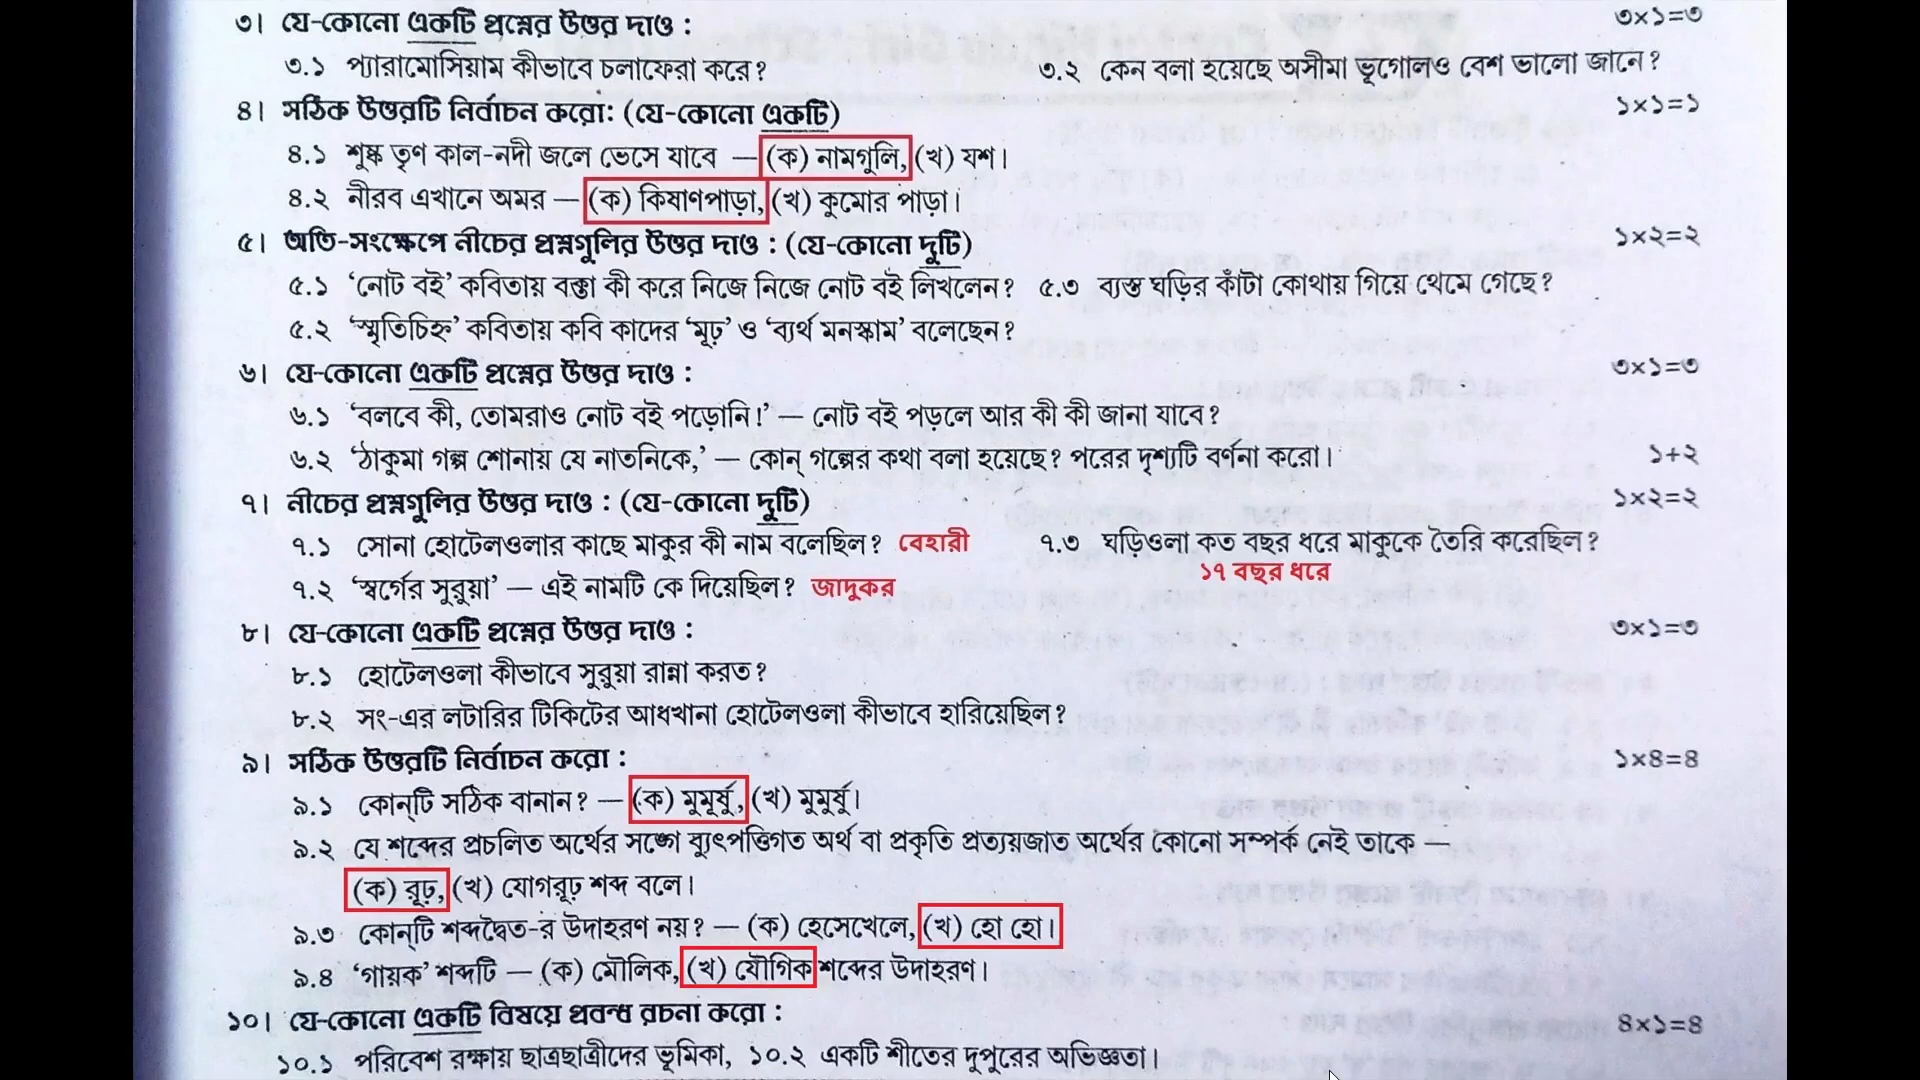 ৩। যে-কোনো একটি প্রশ্নের উত্তর দাও : ৩×১=৩
৩.১ প্যারামোসিয়াম কীভাবে চলাফেরা করে? ৩.২ কেন বলা হয়েছে অসীমা ভূগোলও বেশ ভালো জানে?
৪। সঠিক উত্তরটি নির্বাচন করো: (যে-কোনো একটি) ১×১=১
৪.১ শুষ্ক তৃণ কাল-নদী জলে ভেসে যাবে — (ক) নামগুলি, (খ) যশ।
৪.২ নীরব এখানে অমর — (ক) কিষাণপাড়া, (খ) কুমোর পাড়া।
৫। অতি-সংক্ষেপে নীচের প্রশ্নগুলির উত্তর দাও : (যে-কোনো দুটি) ১×২=২
৫.১ ‘নোট বই’ কবিতায় বক্তা কী করে নিজে নিজে নোট বই লিখলেন? ৫.৩ ব্যস্ত ঘড়ির কাঁটা কোথায় গিয়ে থেমে গেছে?
৫.২ ‘স্মৃতিচিহ্ন’ কবিতায় কবি কাদের ‘মূঢ়’ ও ‘ব্যর্থ মনস্কাম’ বলেছেন?
৬। যে-কোনো একটি প্রশ্নের উত্তর দাও : ৩×১=৩
৬.১ ‘বলবে কী, তোমরাও নোট বই পড়োনি!’ — নোট বই পড়লে আর কী কী জানা যাবে?
৬.২ ‘ঠাকুমা গল্প শোনায় যে নাতনিকে,’ — কোন্ গল্পের কথা বলা হয়েছে? পরের দৃশ্যটি বর্ণনা করো। ১+২
৭। নীচের প্রশ্নগুলির উত্তর দাও : (যে-কোনো দুটি) ১×২=২
৭.১ সোনা হোটেলওলার কাছে মাকুর কী নাম বলেছিল? বেহারী ৭.৩ ঘড়িওলা কত বছর ধরে মাকুকে তৈরি করেছিল?
১৭ বছর ধরে
৭.২ ‘স্বর্গের সুরুয়া’ — এই নামটি কে দিয়েছিল? জাদুকর
৮। যে-কোনো একটি প্রশ্নের উত্তর দাও : ৩×১=৩
৮.১ হোটেলওলা কীভাবে সুরুয়া রান্না করত?
৮.২ সং-এর লটারির টিকিটের আধখানা হোটেলওলা কীভাবে হারিয়েছিল?
৯। সঠিক উত্তরটি নির্বাচন করো : ১×৪=৪
৯.১ কোন্‌টি সঠিক বানান? — (ক) মুমূর্ষু, (খ) মুমুর্ষু।
৯.২ যে শব্দের প্রচলিত অর্থের সঙ্গে ব্যুৎপত্তিগত অর্থ বা প্রকৃতি প্রত্যয়জাত অর্থের কোনো সম্পর্ক নেই তাকে —
(ক) রূঢ়, (খ) যোগরূঢ় শব্দ বলে।
৯.৩ কোন্‌টি শব্দদ্বৈত-র উদাহরণ নয়? — (ক) হেসেখেলে, (খ) হো হো।
৯.৪ ‘গায়ক’ শব্দটি — (ক) মৌলিক, (খ) যৌগিক শব্দের উদাহরণ।
১০। যে-কোনো একটি বিষয়ে প্রবন্ধ রচনা করো : ৪×১=৪
১০.১ পরিবেশ রক্ষায় ছাত্রছাত্রীদের ভূমিকা, ১০.২ একটি শীতের দুপুরের অভিজ্ঞতা।